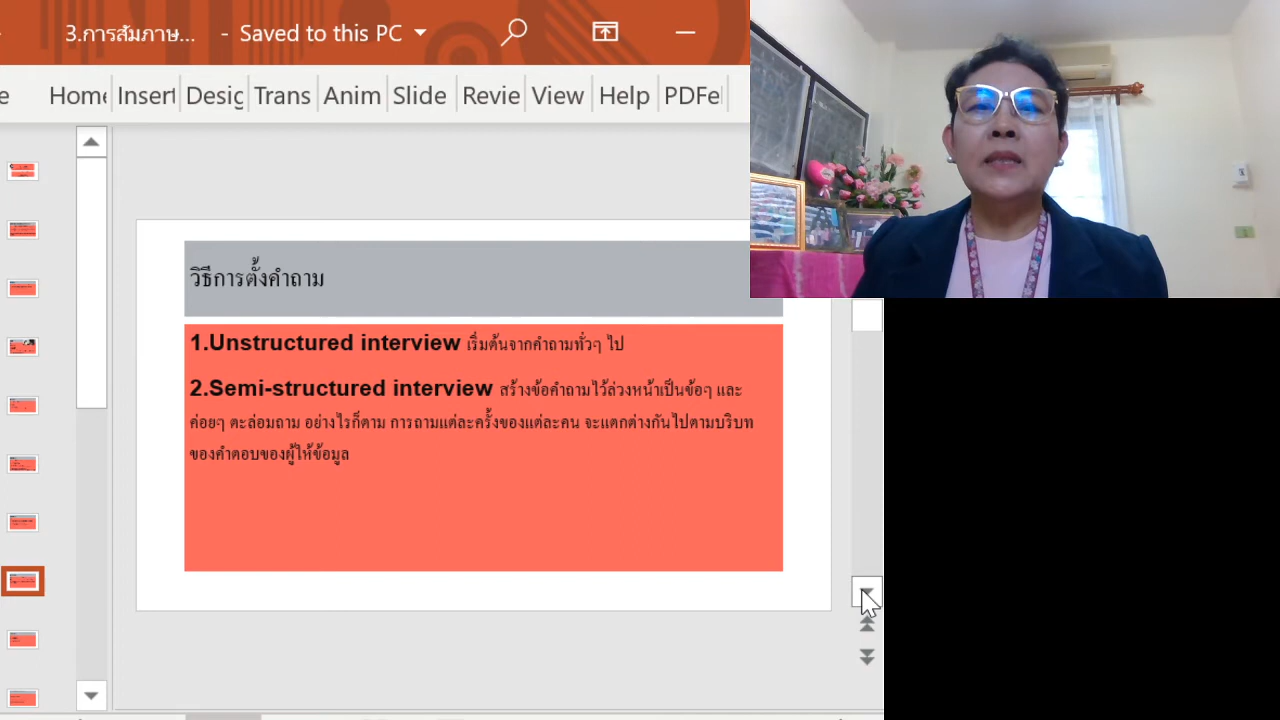 3.การสัมภาษ... - Saved to this PC
Home Insert Desig Trans Anim Slide Revie View Help PDFe
วิธีการตั้งคำถาม
1.Unstructured interview เริ่มต้นจากคำถามทั่วๆ ไป
2.Semi-structured interview สร้างข้อคำถามไว้ล่วงหน้าเป็นข้อๆ และ
ค่อยๆ ตะล่อมถาม อย่างไรก็ตาม การถามแต่ละครั้งของแต่ละคน จะแตกต่างกันไปตามบริบท
ของคำตอบของผู้ให้ข้อมูล